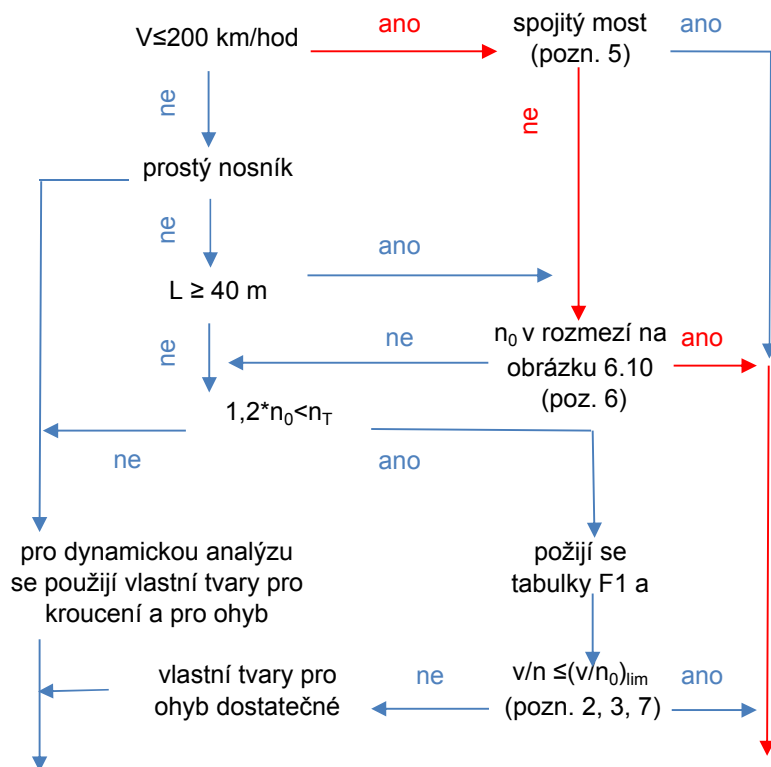 V≤200 km/hod
ano
spojitý most
(pozn. 5)
ano
ne
ne
prostý nosník
ne
ano
L ≥ 40 m
ne
ne
n₀ v rozmezí na
obrázku 6.10
(poz. 6)
ano
1,2*n₀<n_T
ne
ano
pro dynamickou analýzu
se použijí vlastní tvary pro
kroucení a pro ohyb
požijí se
tabulky F1 a
vlastní tvary pro
ohyb dostatečné
ne
v/n ≤(v/n₀)lim
(pozn. 2, 3, 7)
ano